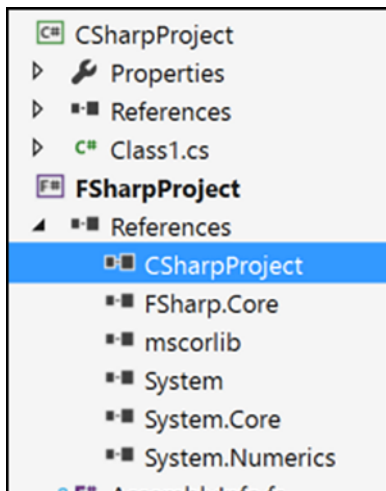 C# CSharpProject
Properties
References
C# Class1.cs
F# FSharpProject
References
CSharpProject
FSharp.Core
mscorlib
System
System.Core
System.Numerics